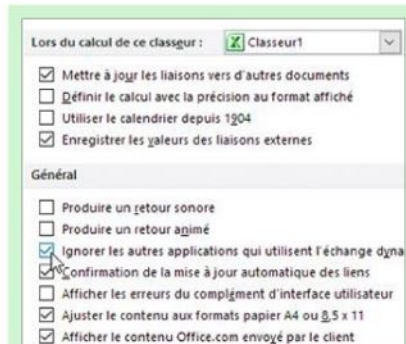 Lors du calcul de ce classeur : Classeur1
Mettre à jour les liaisons vers d'autres documents
Définir le calcul avec la précision au format affiché
Utiliser le calendrier depuis 1904
Enregistrer les valeurs des liaisons externes
Général
Produire un retour sonore
Produire un retour animé
Ignorer les autres applications qui utilisent l'échange dyna
Confirmation de la mise à jour automatique des liens
Afficher les erreurs du complément d'interface utilisateur
Ajuster le contenu aux formats papier A4 ou 8,5 x 11
Afficher le contenu Office.com envoyé par le client